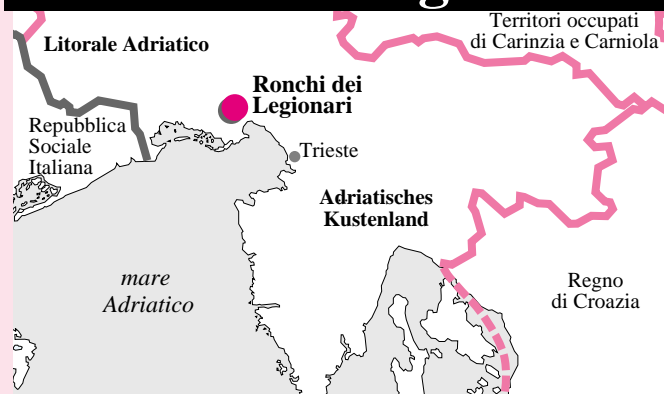 Territori occupati
di Carinzia e Carniola
Litorale Adriatico
Ronchi dei
Legionari
Repubblica
Sociale
Italiana
Trieste
Adriatisches
Kustenland
mare
Adriatico
Regno
di Croazia